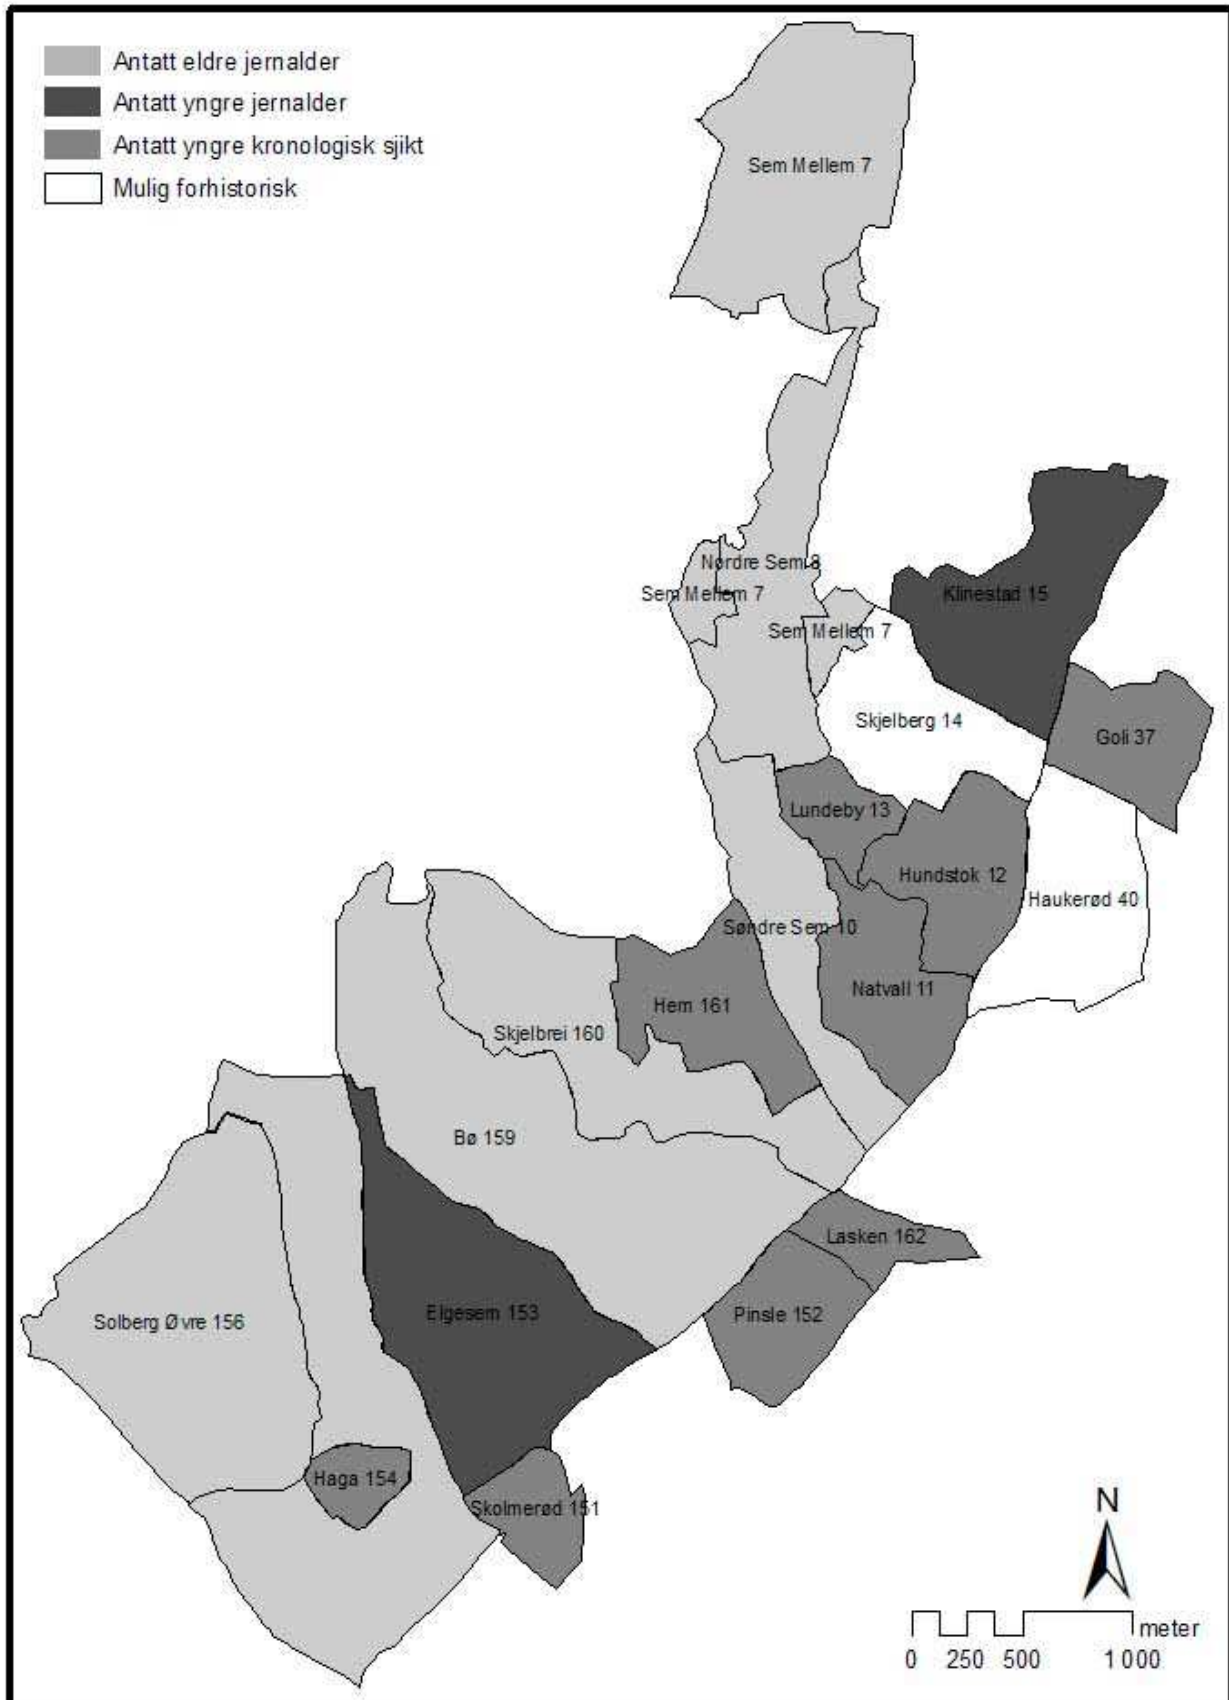 Antatt eldre jernalder
Antatt yngre jernalder
Antatt yngre kronologisk sjikt
Mulig forhistorisk
Sem Mellem 7
Nørdre Sem 8
Sem Mellem 7
Klinestad 15
Sem Mellem 7
Skjelberg 14
Goli 37
Lundeby 13
Hundstok 12
Haukerød 40
Søndre Sem 10
Natvall 11
Hem 161
Skjelbrei 160
Bø 159
Lasken 162
Elgesem 153
Pinsle 152
Solberg Øvre 156
Haga 154
Skolmerød 151
N
meter
0 250 500 1 000